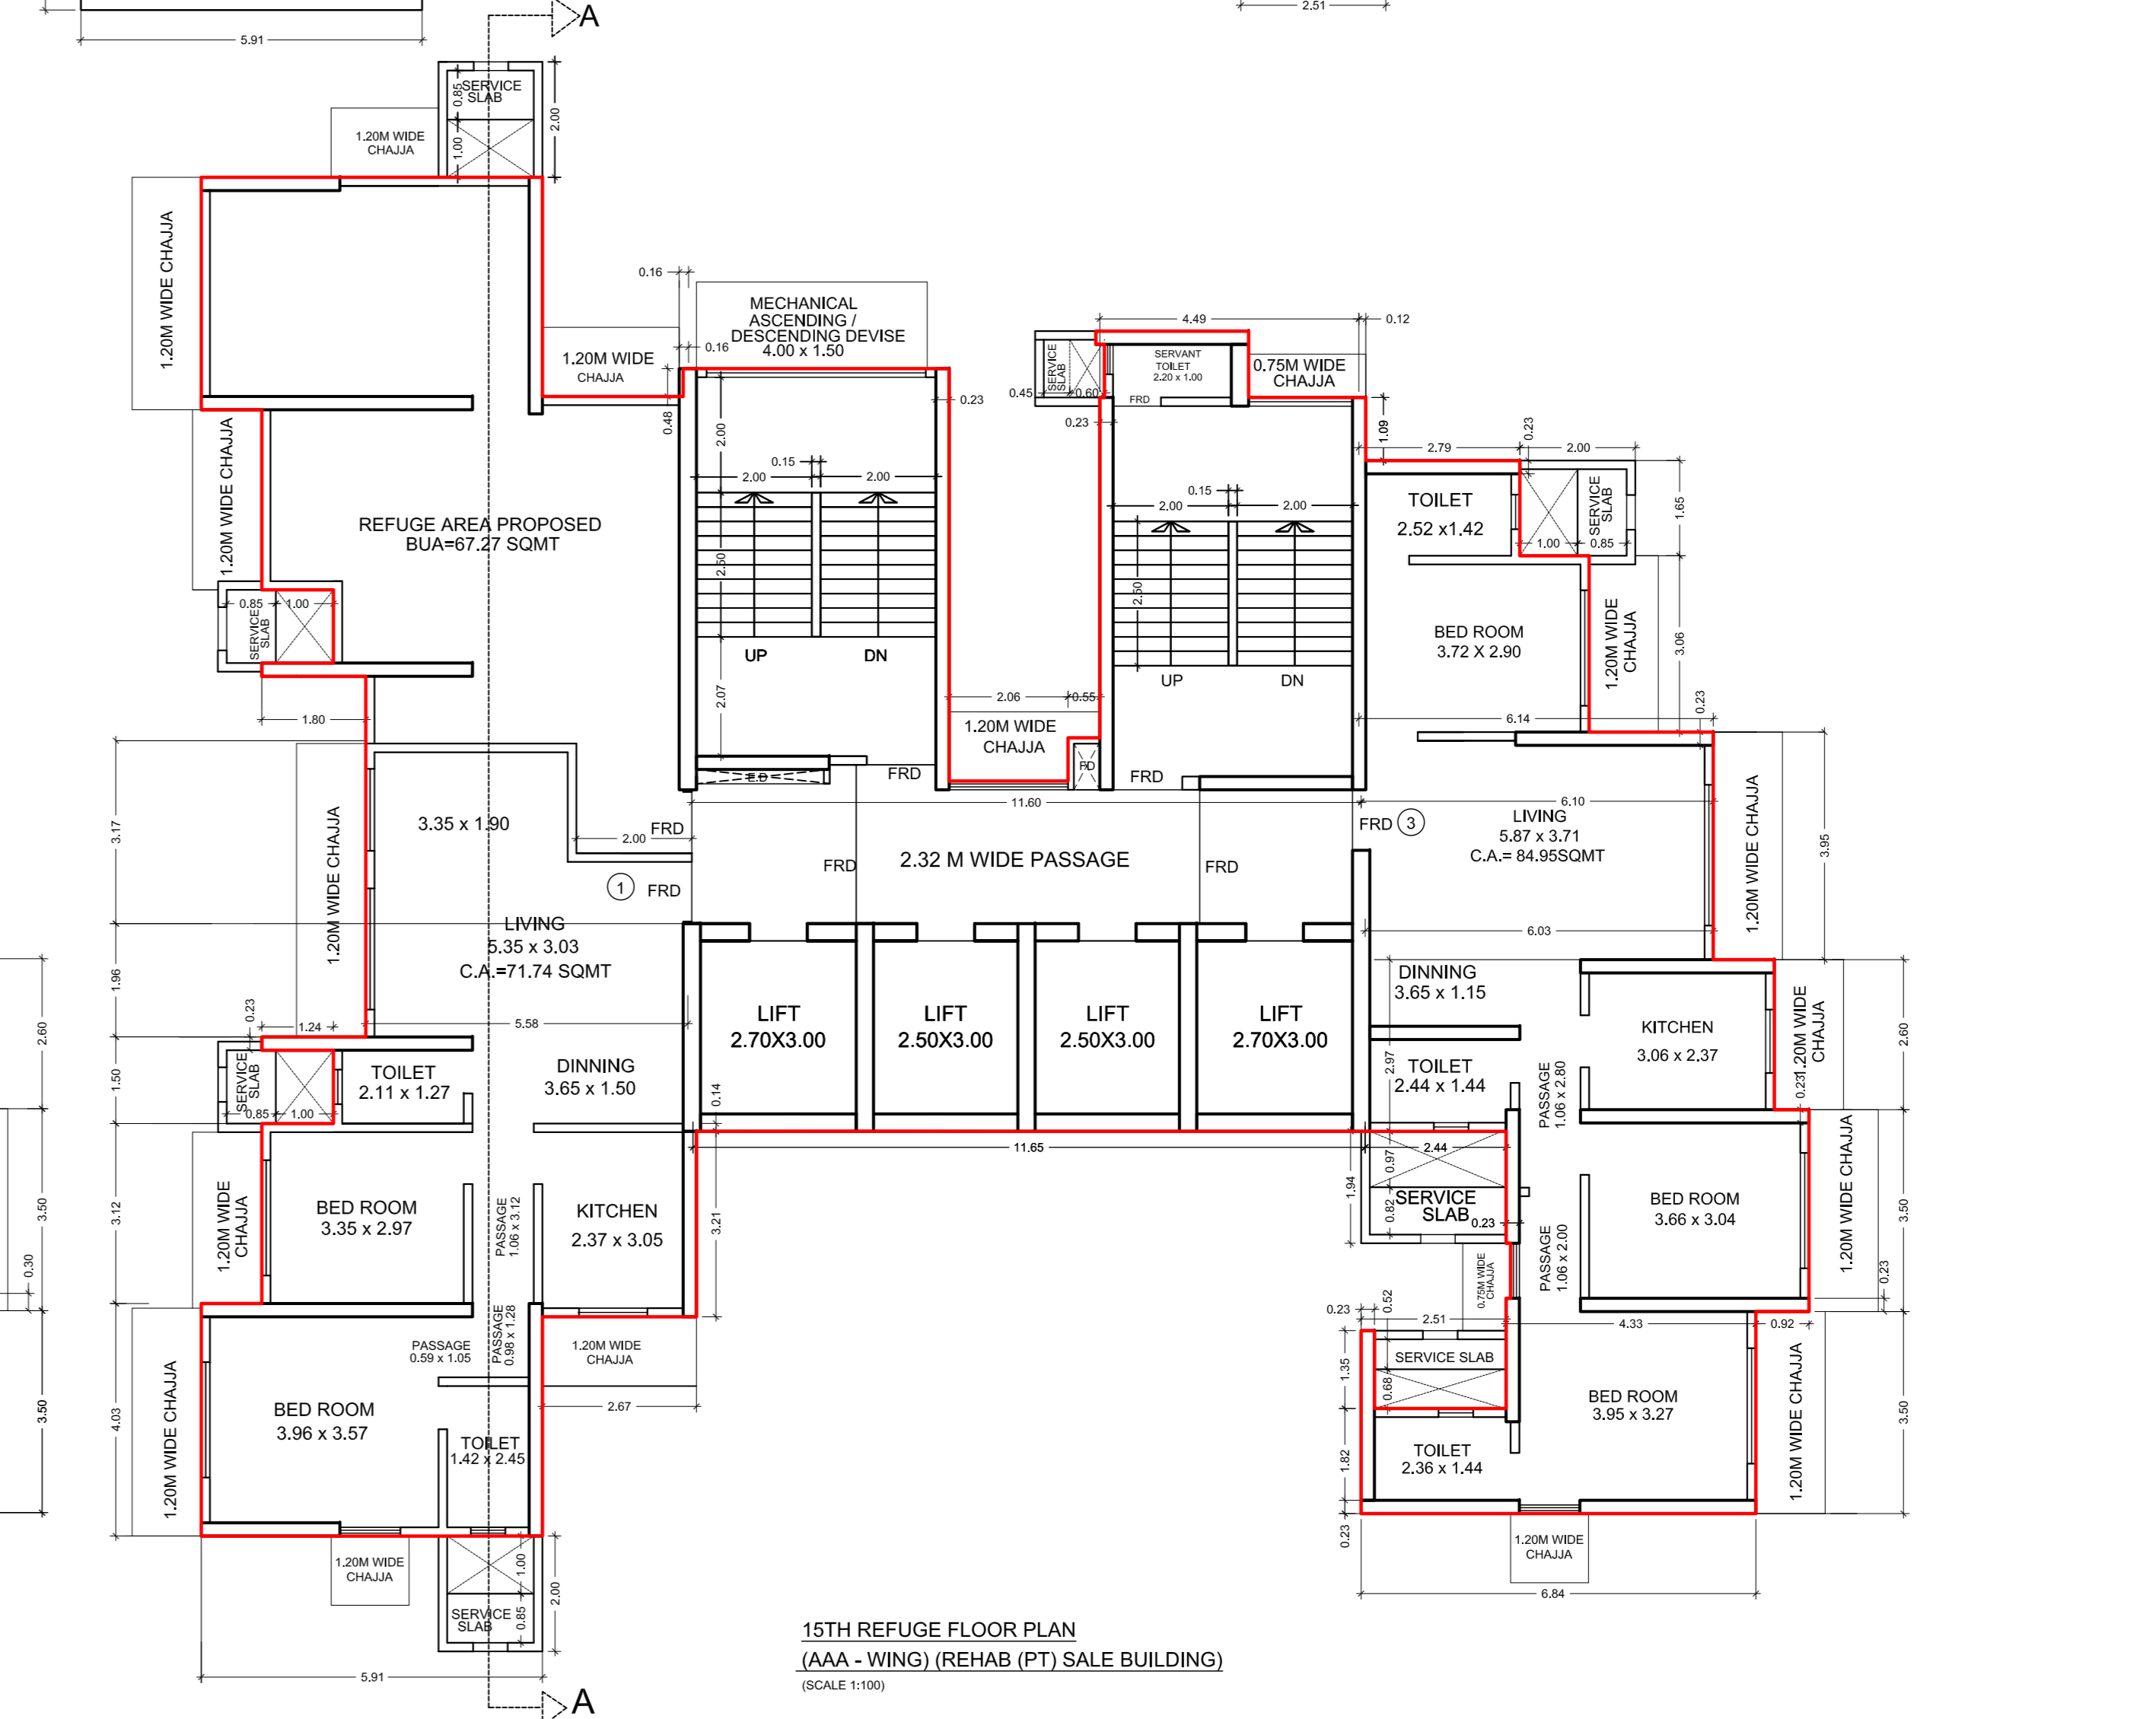 5.91
A
2.51
SERVICE
SLAB
0.85
1.00
2.00
1.20M WIDE
CHAJJA
1.20M WIDE CHAJJA
0.16
MECHANICAL
ASCENDING /
DESCENDING DEVISE
4.00 x 1.50
0.16
1.20M WIDE
CHAJJA
0.48
0.23
4.49
0.12
SERVICE
SLAB
0.45
0.60
SERVANT
TOILET
2.20 x 1.00
FRD
0.75M WIDE
CHAJJA
0.23
1.09
2.79
0.23
2.00
1.20M WIDE CHAJJA
REFUGE AREA PROPOSED
BUA=67.27 SQMT
2.00
0.15
2.00
2.00
2.50
UP
DN
2.07
0.15
2.00
2.00
2.50
UP
DN
TOILET
2.52 x1.42
SERVICE
SLAB
1.00
0.85
1.65
BED ROOM
3.72 X 2.90
1.20M WIDE
CHAJJA
3.06
0.85
1.00
SERVICE
SLAB
1.80
2.06
0.55
1.20M WIDE
CHAJJA
0.23
6.14
E.D
FRD
FD
FRD
11.60
6.10
3.17
1.20M WIDE CHAJJA
3.35 x 1.90
2.00
FRD
FRD
2.32 M WIDE PASSAGE
FRD
FRD
3
LIVING
5.87 x 3.71
C.A.= 84.95SQMT
1.20M WIDE CHAJJA
3.95
1
FRD
LIVING
5.35 x 3.03
C.A.=71.74 SQMT
6.03
1.96
0.23
1.24
5.58
LIFT
2.70X3.00
LIFT
2.50X3.00
LIFT
2.50X3.00
LIFT
2.70X3.00
DINNING
3.65 x 1.15
KITCHEN
3.06 x 2.37
1.20M WIDE
CHAJJA
2.60
2.60
1.50
SERVICE
SLAB
0.85
1.00
TOILET
2.11 x 1.27
DINNING
3.65 x 1.50
0.14
2.97
TOILET
2.44 x 1.44
PASSAGE
1.06 x 2.80
0.23
11.65
2.44
3.12
3.50
0.30
1.20M WIDE
CHAJJA
BED ROOM
3.35 x 2.97
PASSAGE
1.06 x 3.12
KITCHEN
2.37 x 3.05
3.21
1.94
0.97
0.82
SERVICE
SLAB
0.23
PASSAGE
1.06 x 2.00
BED ROOM
3.66 x 3.04
1.20M WIDE CHAJJA
3.50
0.75M WIDE
CHAJJA
0.23
0.23
0.52
2.51
4.33
0.92
PASSAGE
0.59 x 1.05
PASSAGE
0.98 x 1.28
1.20M WIDE
CHAJJA
2.67
SERVICE SLAB
1.35
0.68
3.50
4.03
1.20M WIDE CHAJJA
BED ROOM
3.96 x 3.57
TOILET
1.42 x 2.45
BED ROOM
3.95 x 3.27
1.20M WIDE CHAJJA
3.50
TOILET
2.36 x 1.44
1.82
0.23
1.20M WIDE
CHAJJA
1.00
0.85
2.00
SERVICE
SLAB
1.20M WIDE
CHAJJA
6.84
5.91
A
15TH REFUGE FLOOR PLAN
(AAA - WING) (REHAB (PT) SALE BUILDING)
(SCALE 1:100)